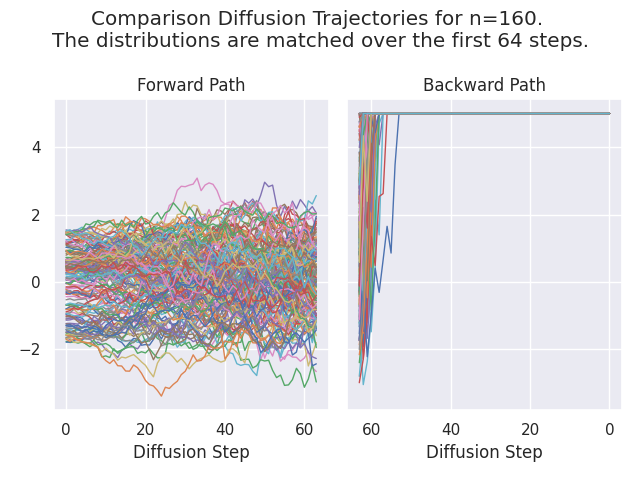 Comparison Diffusion Trajectories for n=160.
The distributions are matched over the first 64 steps.
Forward Path
Backward Path
4
2
0
−2
0 20 40 60
60 40 20 0
Diffusion Step
Diffusion Step